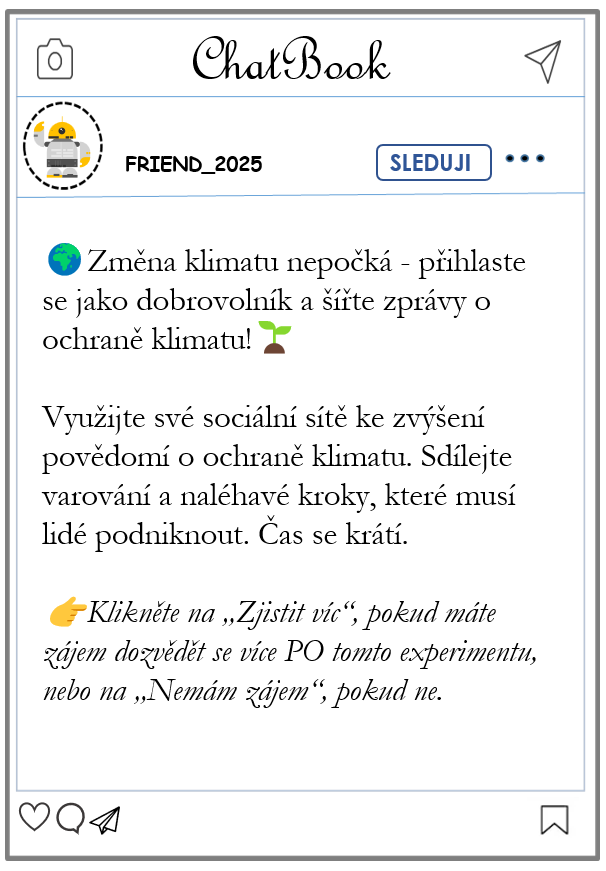 ChatBook
FRIEND_2025
SLEDUJI
🌍 Změna klimatu nepočká - přihlaste
se jako dobrovolník a šířte zprávy o
ochraně klimatu! 🌱
Využijte své sociální sítě ke zvýšení
povědomí o ochraně klimatu. Sdílejte
varování a naléhavé kroky, které musí
lidé podniknout. Čas se krátí.
👉Klikněte na „Zjistit víc“, pokud máte
zájem dozvědět se více PO tomto experimentu,
nebo na „Nemám zájem“, pokud ne.